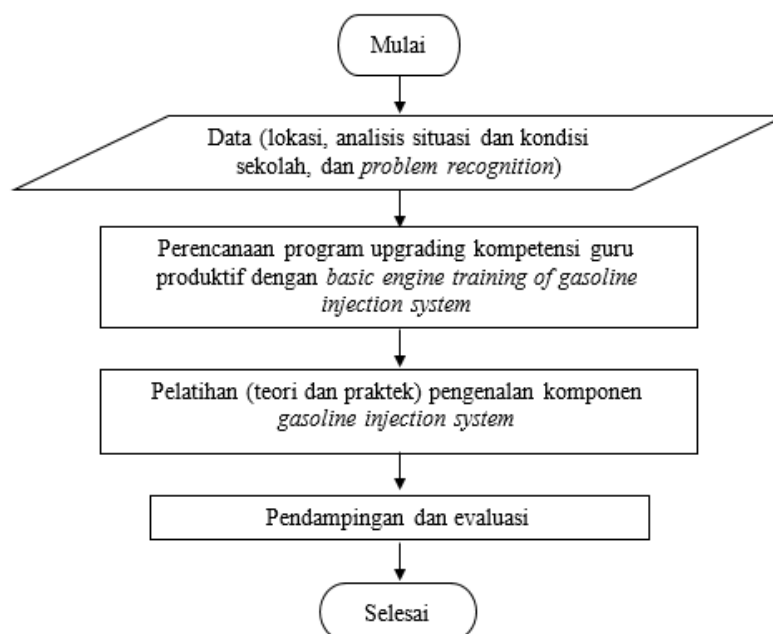 Mulai
Data (lokasi, analisis situasi dan kondisi
sekolah, dan problem recognition)
Perencanaan program upgrading kompetensi guru
produktif dengan basic engine training of gasoline
injection system
Pelatihan (teori dan praktek) pengenalan komponen
gasoline injection system
Pendampingan dan evaluasi
Selesai